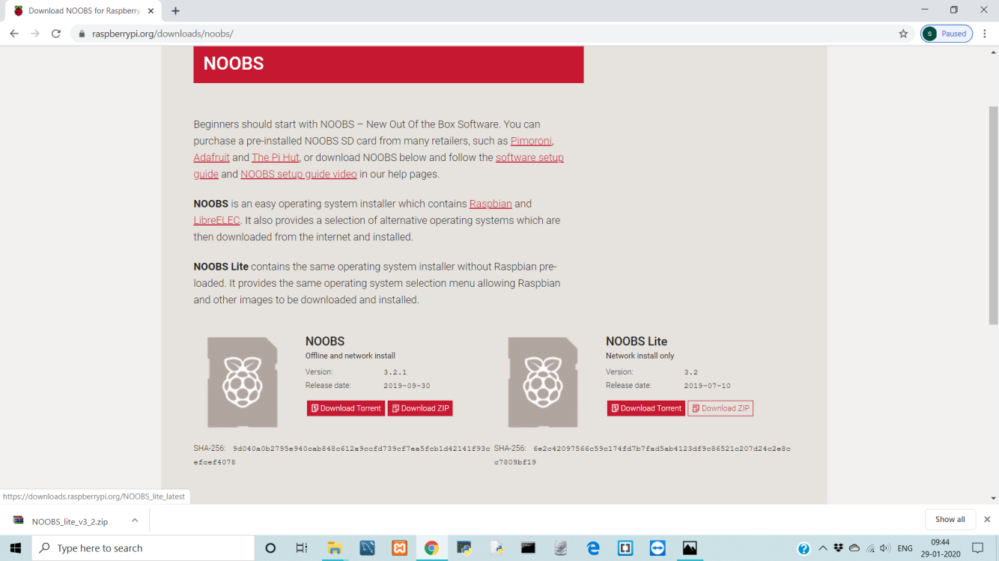 Download NOOBS for Raspberry
raspberrypi.org/downloads/noobs/
S
Paused
NOOBS
Beginners should start with NOOBS – New Out Of the Box Software. You can
purchase a pre-installed NOOBS SD card from many retailers, such as Pimoroni,
Adafruit and The Pi Hut, or download NOOBS below and follow the software setup
guide and NOOBS setup guide video in our help pages.
NOOBS is an easy operating system installer which contains Raspbian and
LibreELEC. It also provides a selection of alternative operating systems which are
then downloaded from the internet and installed.
NOOBS Lite contains the same operating system installer without Raspbian pre-
loaded. It provides the same operating system selection menu allowing Raspbian
and other images to be downloaded and installed.
NOOBS
Offline and network install
Version: 3.2.1
Release date: 2019-09-30
Download Torrent Download ZIP
SHA-256: 9d040a0b2795e940cab848c612a9ccfd739cf7ea5fcb1d42141f93c
efcef4078
NOOBS Lite
Network install only
Version: 3.2
Release date: 2019-07-10
Download Torrent Download ZIP
SHA-256: 6e2c42097566c59c174fd7b7fad5ab4123df9c86521c207d24c2e8c
c7809bf19
https://downloads.raspberrypi.org/NOOBS_lite_latest
NOOBS_lite_v3_2.zip
Show all
Type here to search
ENG
09:44
29-01-2020